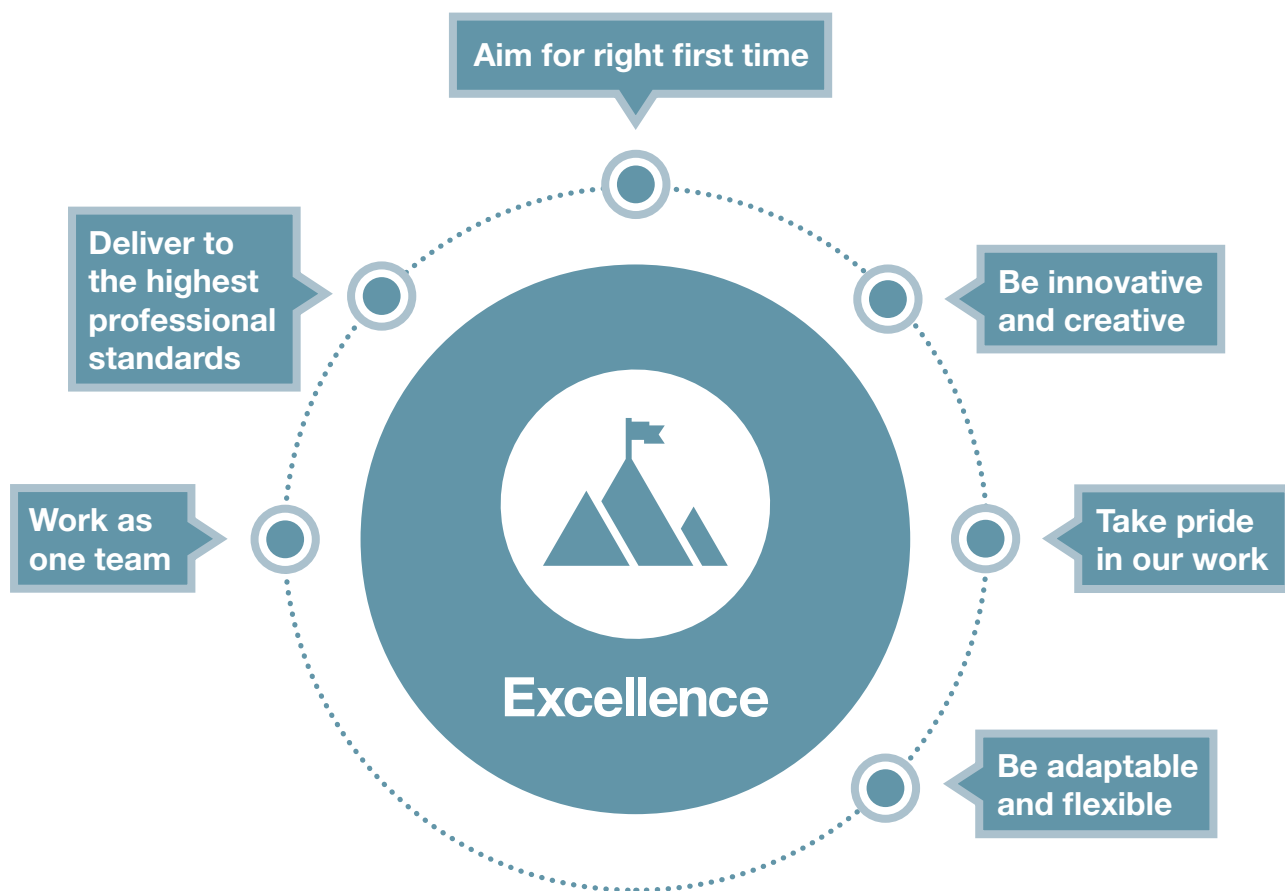 Aim for right first time
Deliver to
the highest
professional
standards
Be innovative
and creative
Work as
one team
Take pride
in our work
Excellence
Be adaptable
and flexible